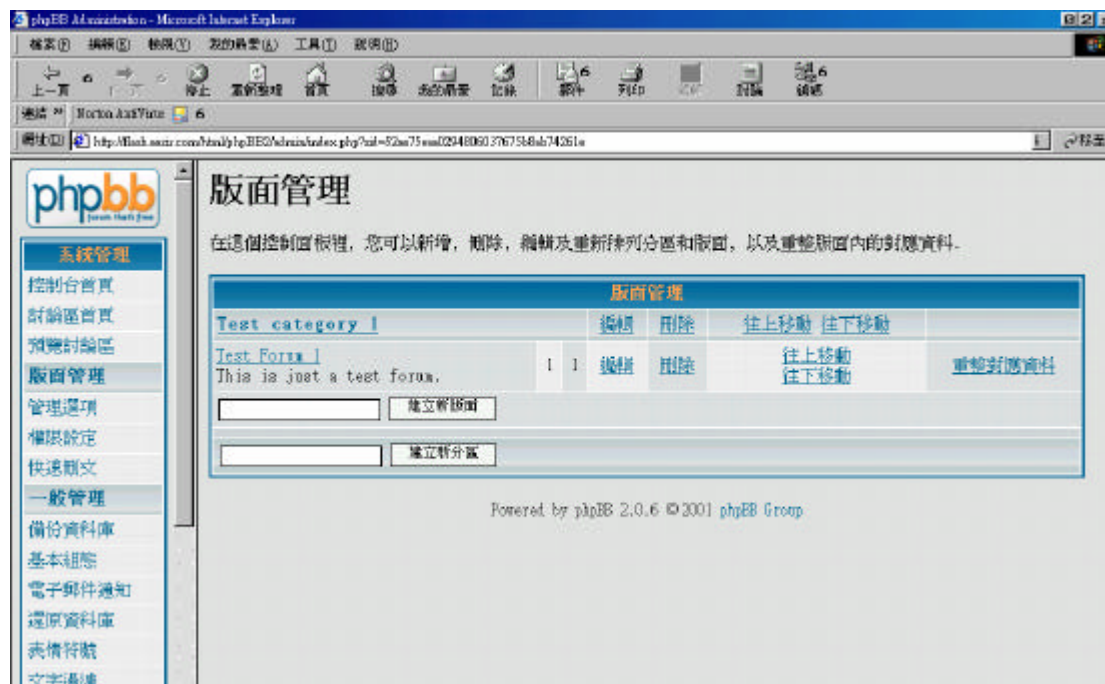 phpBB Administration - Microsoft Internet Explorer
檔案(F) 編輯(E) 檢視(V) 我的最愛(A) 工具(T) 說明(H)
上一頁 停止 重新整理 首頁 搜尋 我的最愛 記錄 郵件 列印 討論
連結 » Norton AntiVirus
網址(D)
phpbb
系統管理
控制台首頁
討論區首頁
預覽討論區
版面管理
管理選項
權限設定
快速刪文
一般管理
備份資料庫
基本組態
電子郵件通知
還原資料庫
表情符號
文字過濾
版面管理
在這個控制面板裡，您可以新增，刪除，編輯及重新排列分區和版面，以及重整版面內的對應資料.
版面管理
Test category 1 編輯 刪除 往上移動 往下移動
Test Forum 1 1 1 編輯 刪除 往上移動 重整對應資料
This is just a test forum. 往下移動
建立新版面
建立新分區
Powered by phpBB 2.0.6 © 2001 phpBB Group